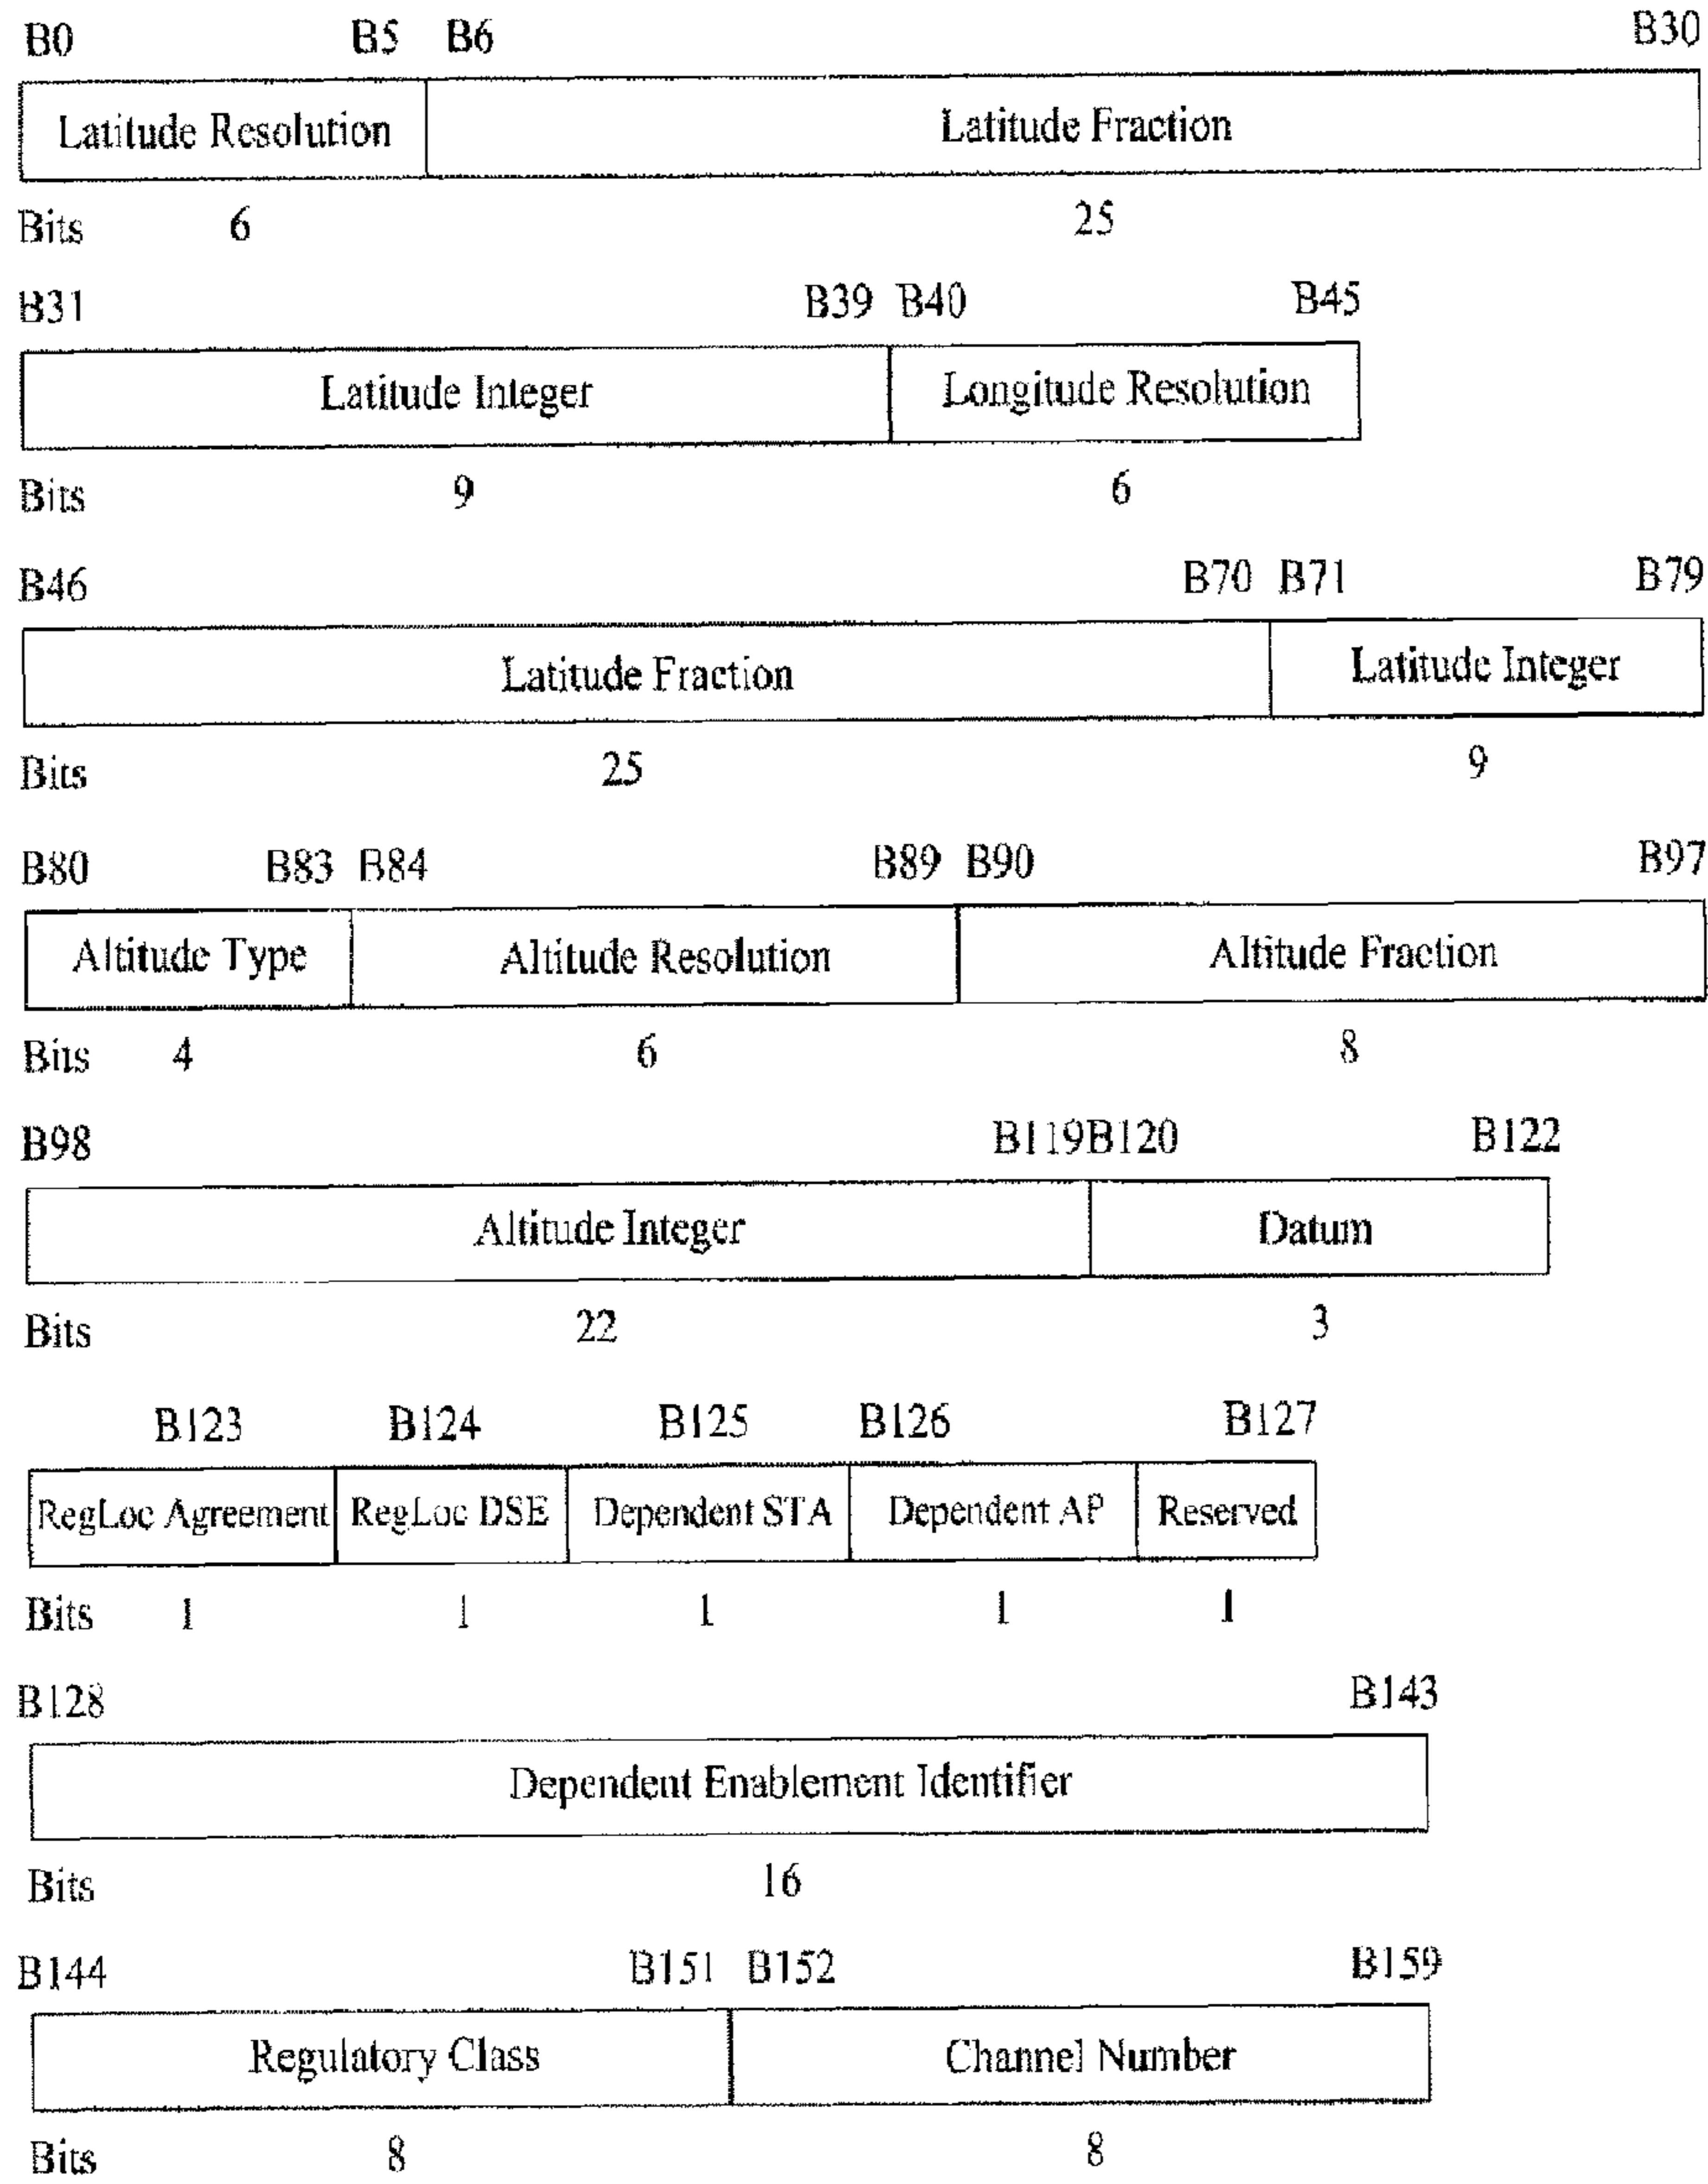 B0 B5 B6 B30
Latitude Resolution Latitude Fraction
Bits 6 25
B31 B39 B40 B45
Latitude Integer Longitude Resolution
Bits 9 6
B46 B70 B71 B79
Latitude Fraction Latitude Integer
Bits 25 9
B80 B83 B84 B89 B90 B97
Altitude Type Altitude Resolution Altitude Fraction
Bits 4 6 8
B98 B119 B120 B122
Altitude Integer Datum
Bits 22 3
B123 B124 B125 B126 B127
RegLoc Agreement RegLoc DSE Dependent STA Dependent AP Reserved
Bits 1 1 1 1 1
B128 B143
Dependent Enablement Identifier
Bits 16
B144 B151 B152 B159
Regulatory Class Channel Number
Bits 8 8